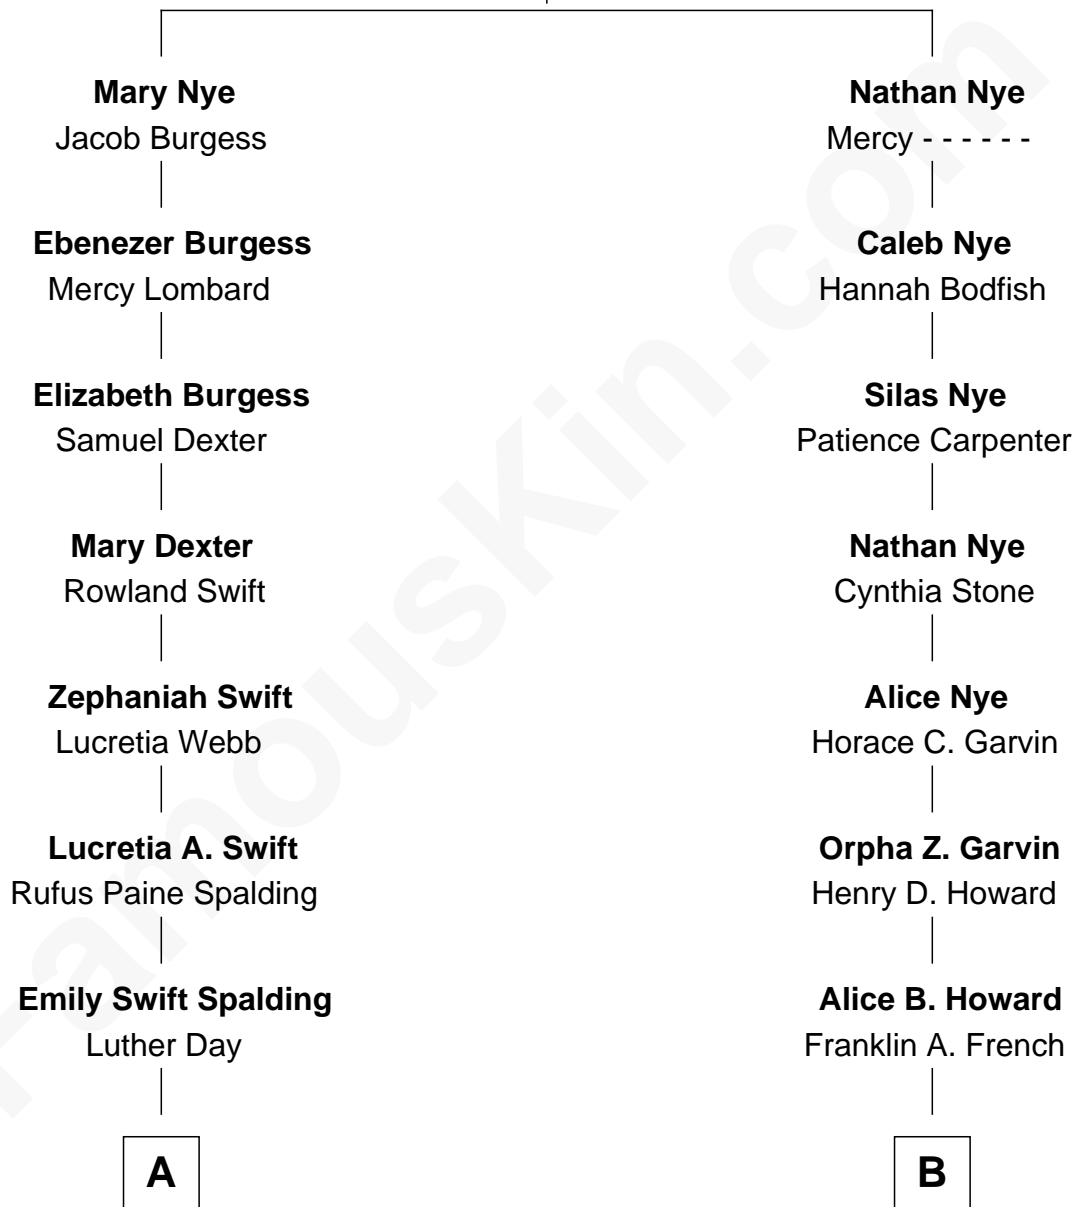 Mary Nye
Jacob Burgess
Ebenezer Burgess
Mercy Lombard
Elizabeth Burgess
Samuel Dexter
Mary Dexter
Rowland Swift
Zephaniah Swift
Lucretia Webb
Lucretia A. Swift
Rufus Paine Spalding
Emily Swift Spalding
Luther Day
A
Nathan Nye
Mercy - - - - - -
Caleb Nye
Hannah Bodfish
Silas Nye
Patience Carpenter
Nathan Nye
Cynthia Stone
Alice Nye
Horace C. Garvin
Orpha Z. Garvin
Henry D. Howard
Alice B. Howard
Franklin A. French
B
FamousKin.com